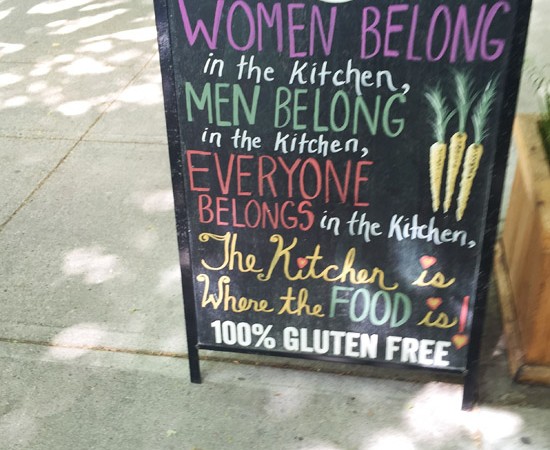 WOMEN BELONG
in the Kitchen,
MEN BELONG
in the Kitchen,
EVERYONE
BELONGS in the Kitchen,
The Kitchen is
Where the FOOD is!
100% GLUTEN FREE